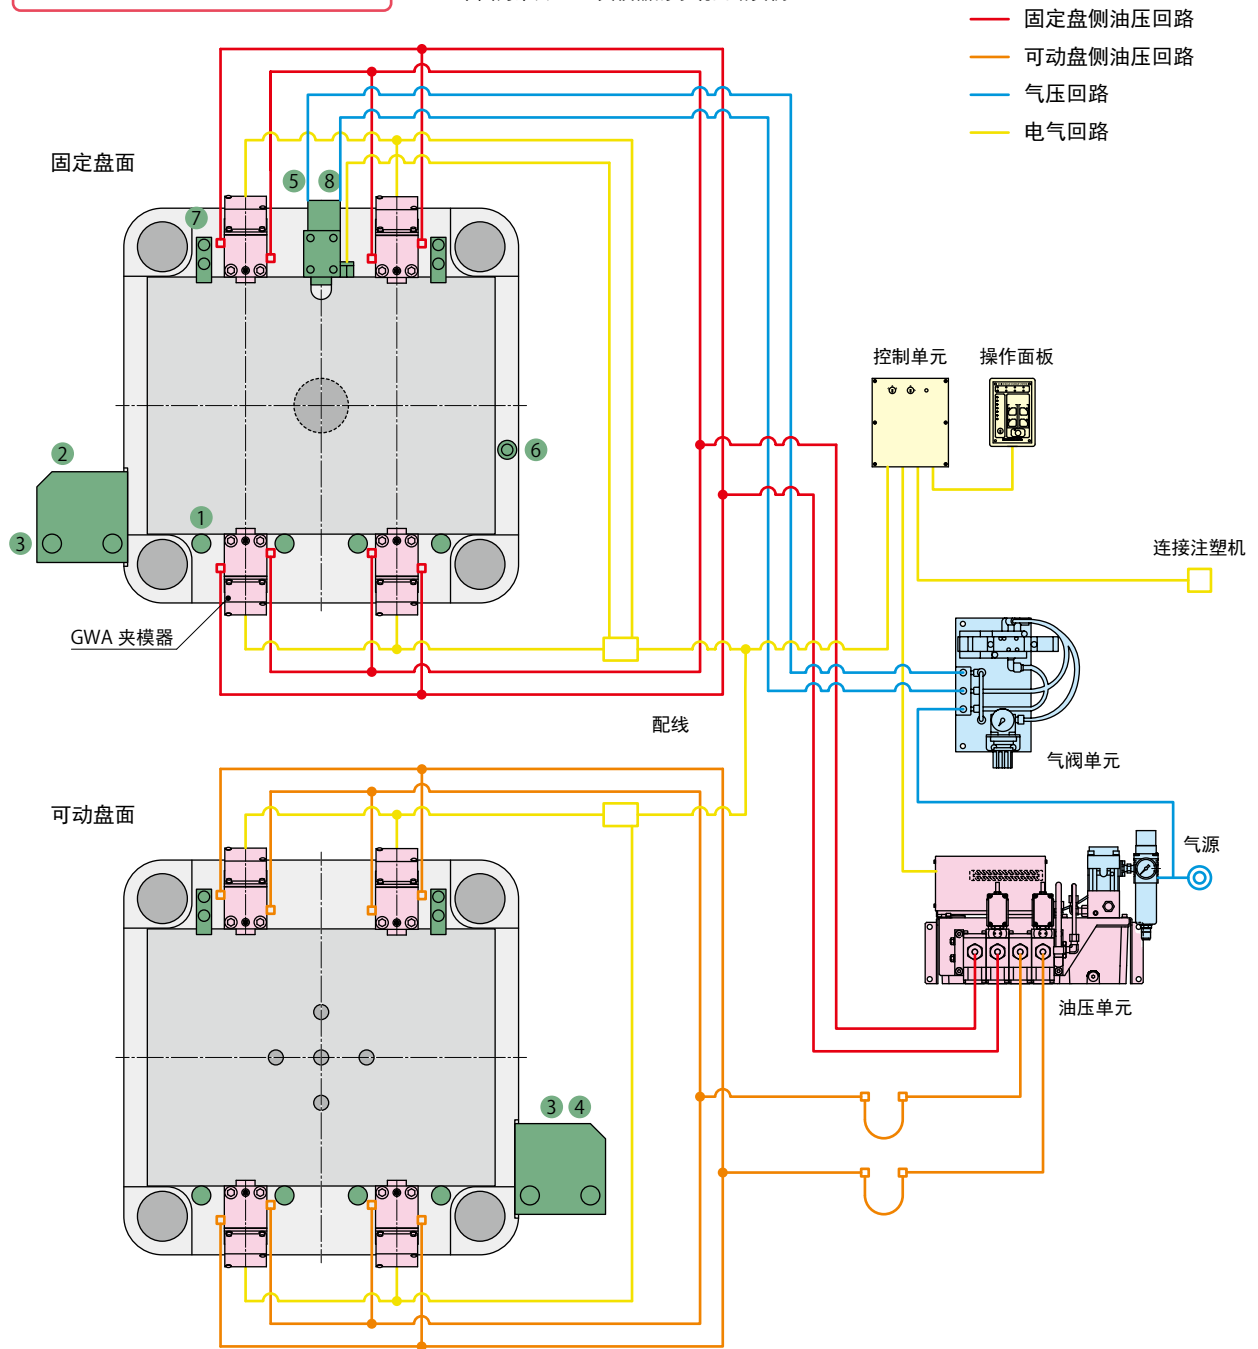 固定盘侧油压回路
可动盘侧油压回路
气压回路
电气回路
固定盘面
5
8
7
控制单元
操作面板
2
6
1
3
连接注塑机
GWA 夹模器
配线
气阀单元
可动盘面
气源
油压单元
3
4